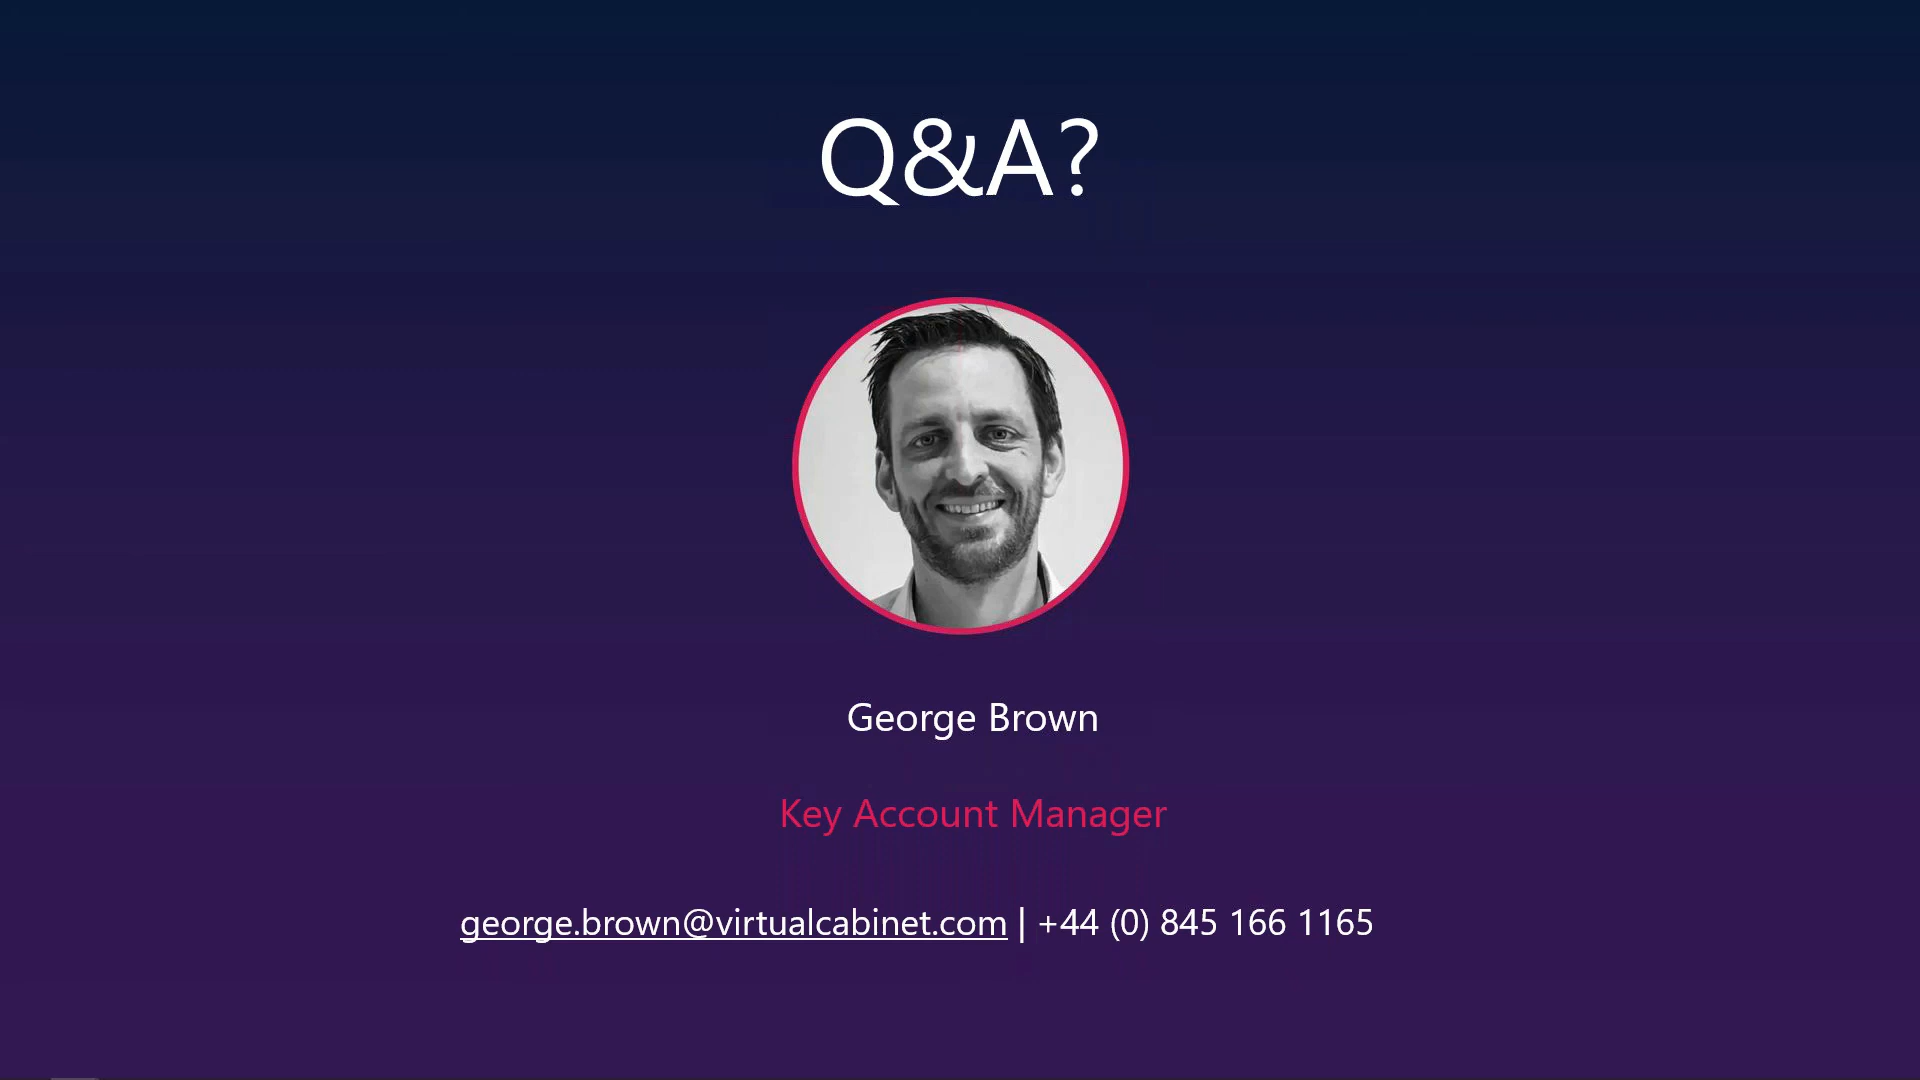 Q&A?
George Brown
Key Account Manager
george.brown@virtualcabinet.com | +44 (0) 845 166 1165